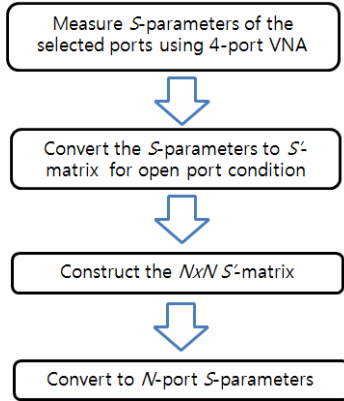 Measure S-parameters of the
selected ports using 4-port VNA
Convert the S-parameters to S'-
matrix for open port condition
Construct the NxN S'-matrix
Convert to N-port S-parameters